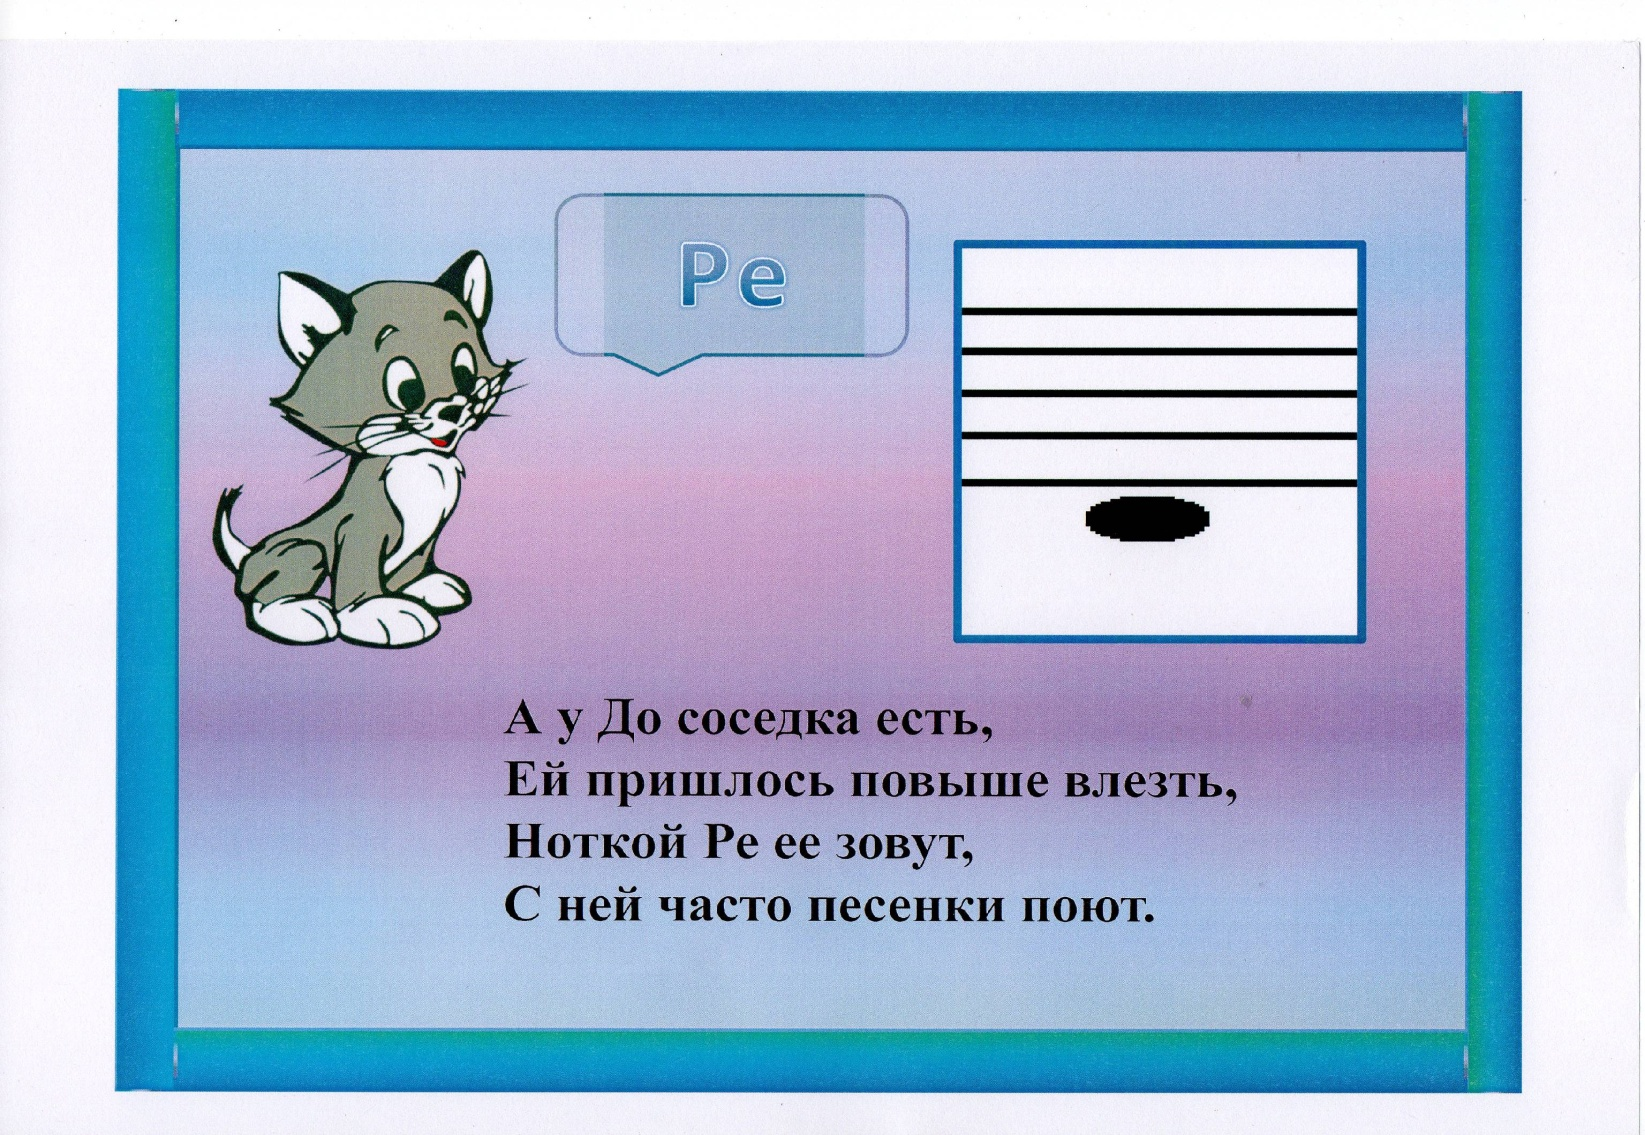 Ре
А у До соседка есть,
Ей пришлось повыше влезть,
Ноткой Ре ее зовут,
С ней часто песенки поют.